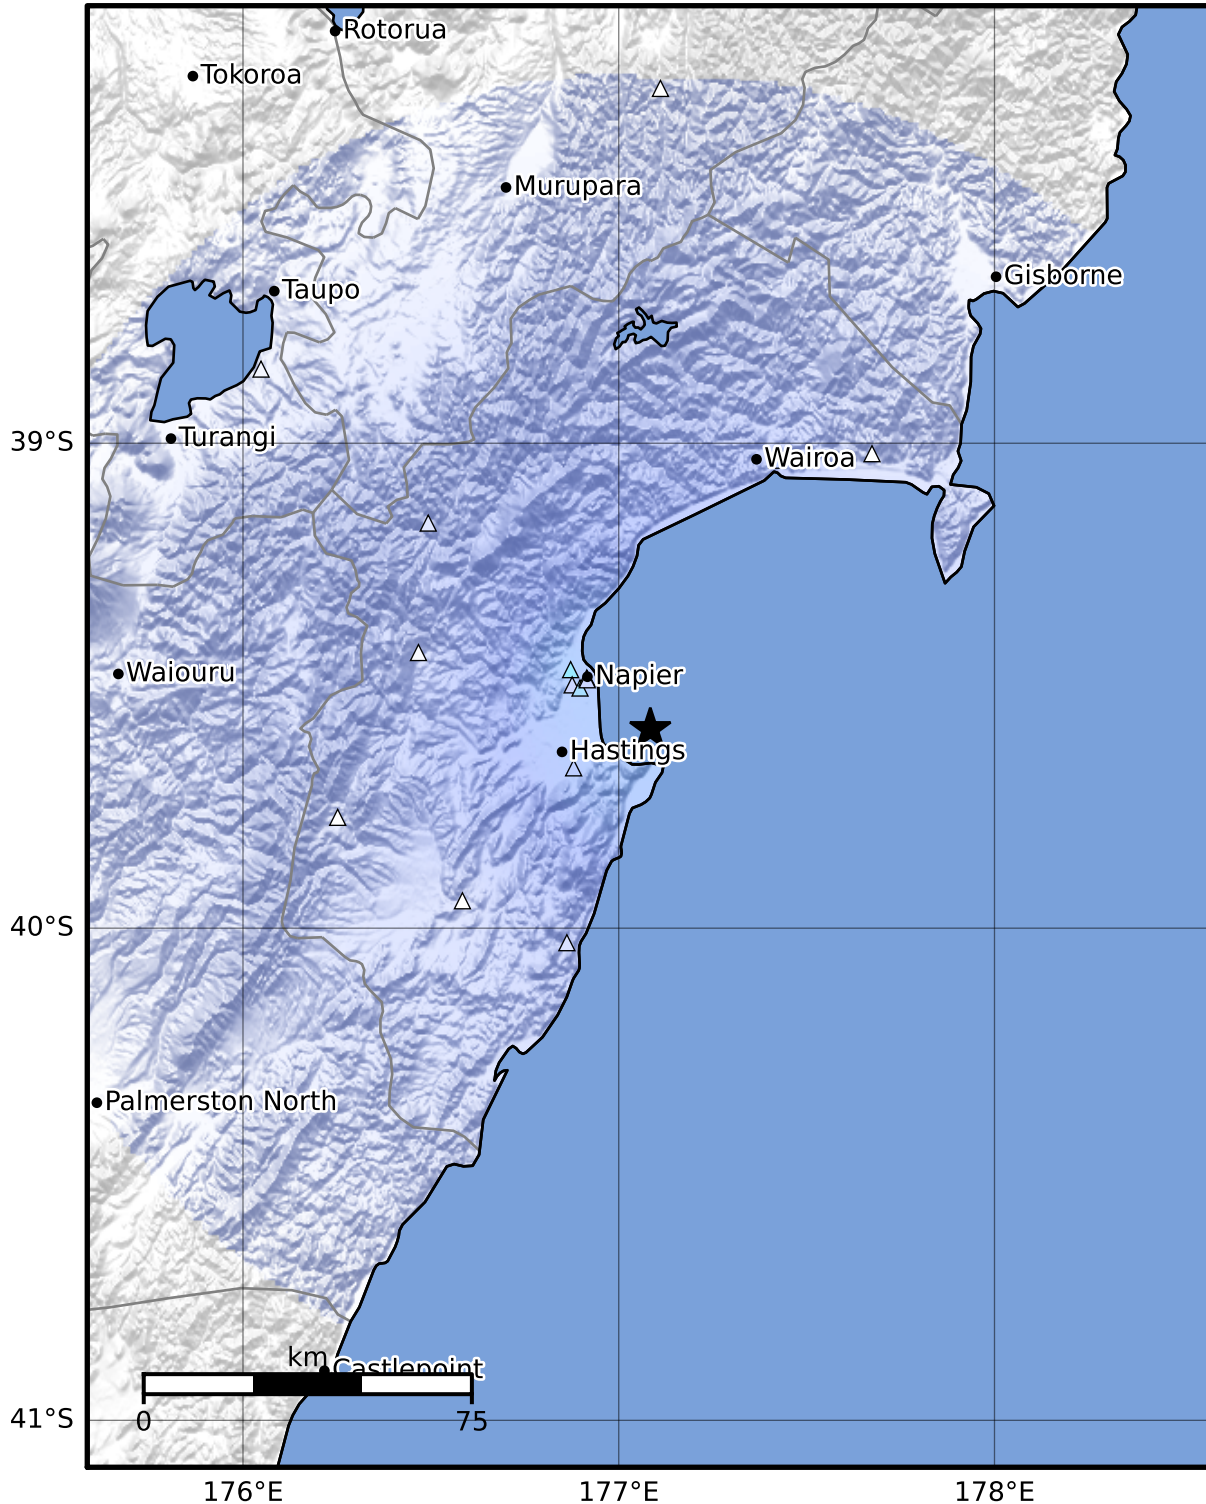 Rotorua
Tokoroa
Murupara
Gisborne
Taupo
Turangi
39°S
Wairoa
Waiouru
Napier
Hastings
40°S
Palmerston North
km
Castlepoint
0
75
41°S
176°E
177°E
178°E